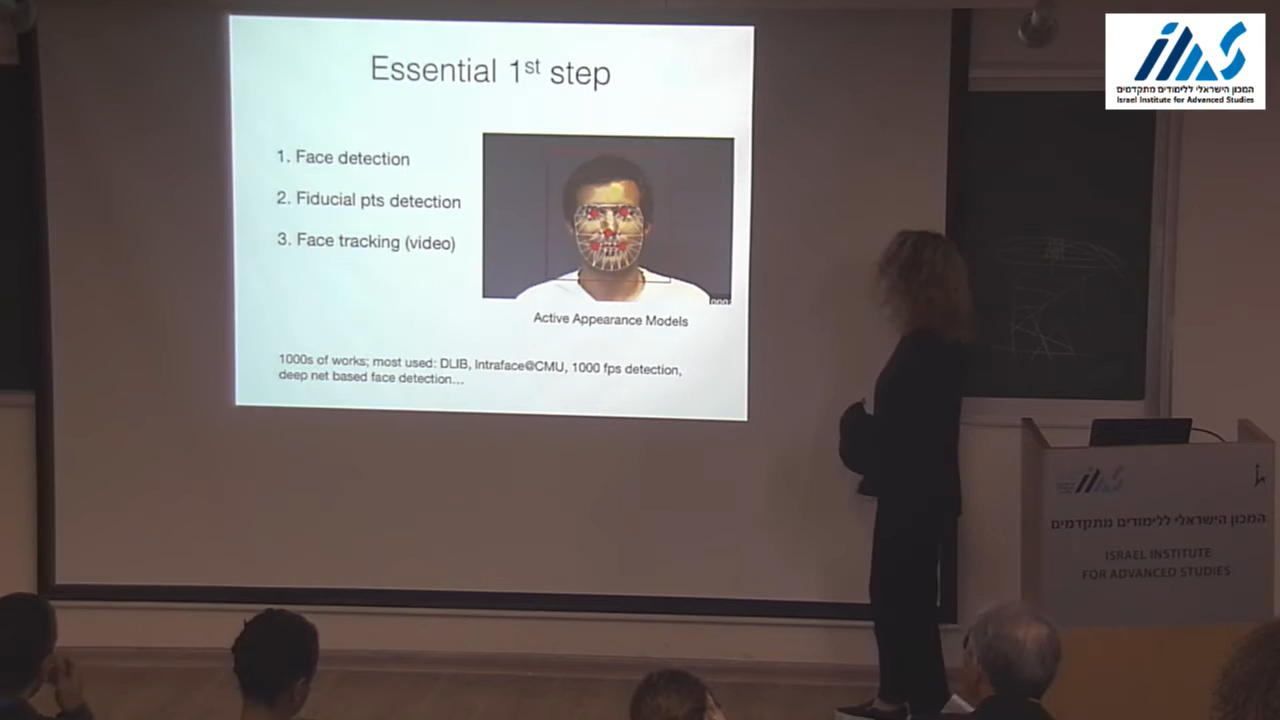 Essential 1st step
1. Face detection
2. Fiducial pts detection
3. Face tracking (video)
Active Appearance Models
1000s of works; most used: DLIB, Intraface@CMU, 1000 fps detection,
deep net based face detection...
המכון הישראלי ללימודים מתקדמים
Israel Institute for Advanced Studies
המכון הישראלי ללימודים מתקדמים
ISRAEL INSTITUTE
FOR ADVANCED STUDIES